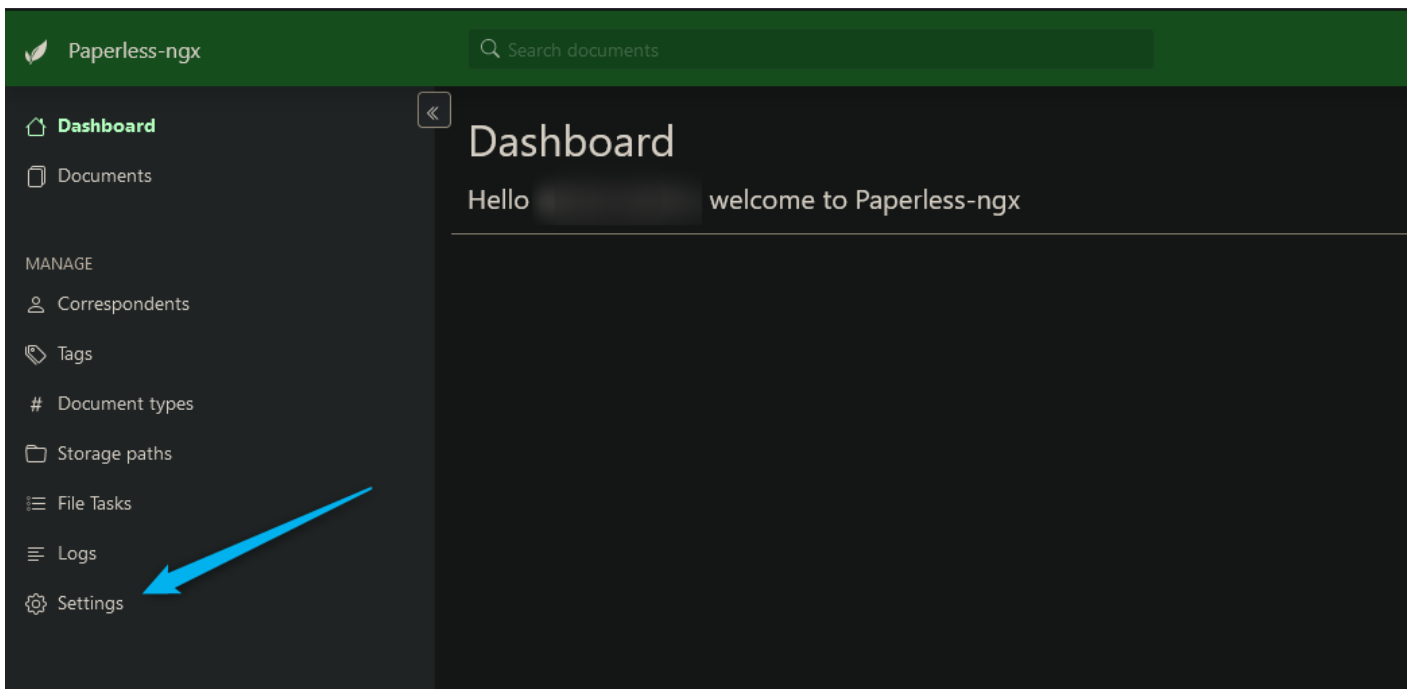 Paperless-ngx
Search documents
Dashboard
Documents
MANAGE
Correspondents
Tags
# Document types
Storage paths
File Tasks
Logs
Settings
Dashboard
Hello welcome to Paperless-ngx